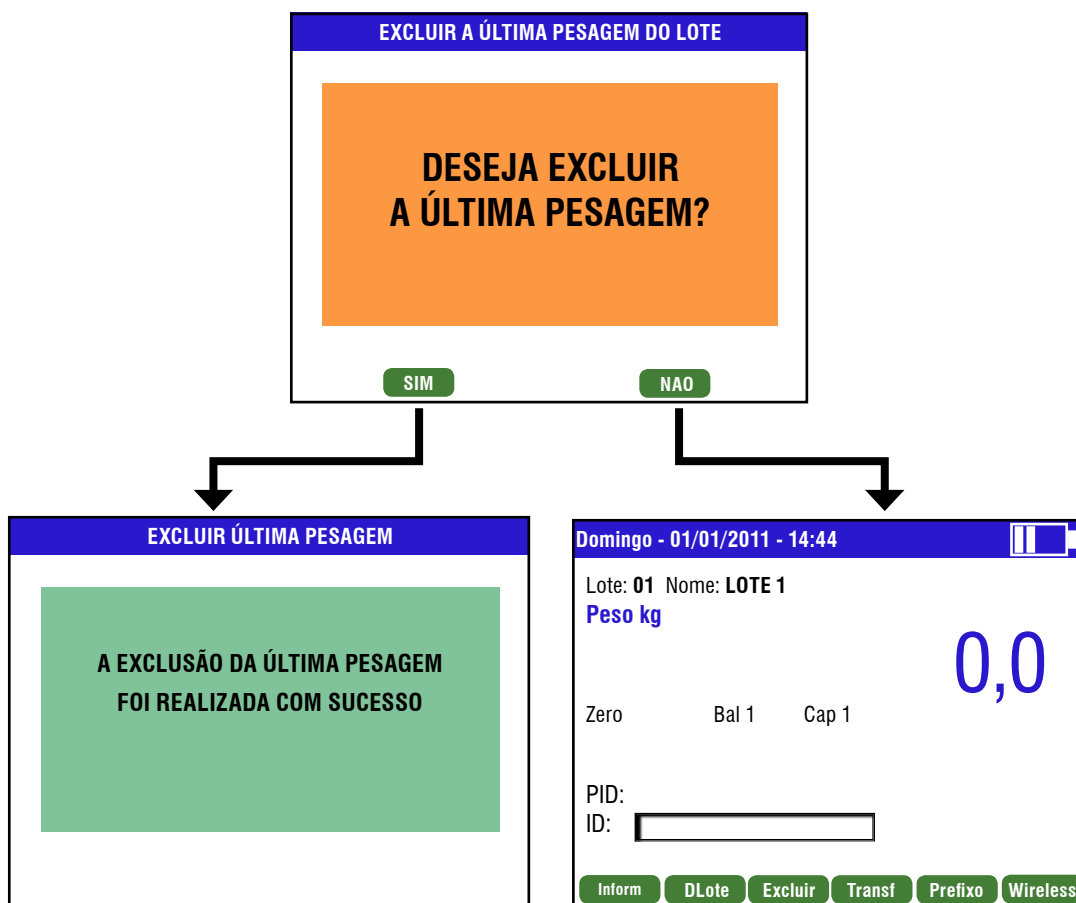 EXCLUIR A ÚLTIMA PESAGEM DO LOTE
DESEJA EXCLUIR
A ÚLTIMA PESAGEM?
SIM NAO
EXCLUIR ÚLTIMA PESAGEM
A EXCLUSÃO DA ÚLTIMA PESAGEM
FOI REALIZADA COM SUCESSO
Domingo - 01/01/2011 - 14:44
Lote: 01 Nome: LOTE 1
Peso kg
0,0
Zero Bal 1 Cap 1
PID:
ID:
Inform DLote Excluir Transf Prefixo Wireless